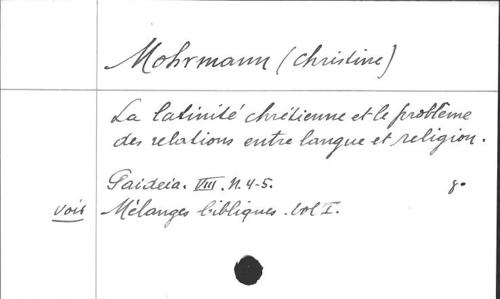 Mohrmann (Christine)
La latinité chrétienne et le problème
des relations entre langue et religion.
Paideia. VIII. N. 4-5. 8º
voir Mélanges bibliques. Vol I.